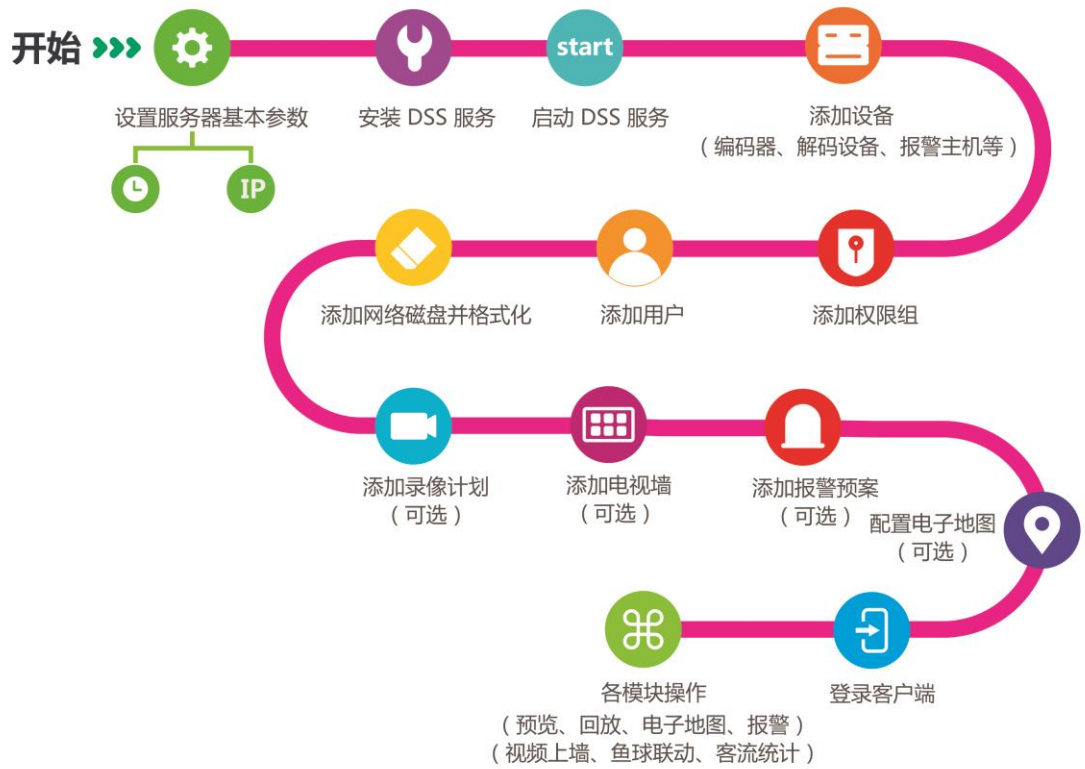 开始
设置服务器基本参数
IP
安装 DSS 服务
start
启动 DSS 服务
添加设备
（编码器、解码设备、报警主机等）
添加权限组
添加用户
添加网络磁盘并格式化
添加录像计划
（可选）
添加电视墙
（可选）
添加报警预案
（可选）
配置电子地图
（可选）
登录客户端
各模块操作
（预览、回放、电子地图、报警）
（视频上墙、鱼球联动、客流统计）